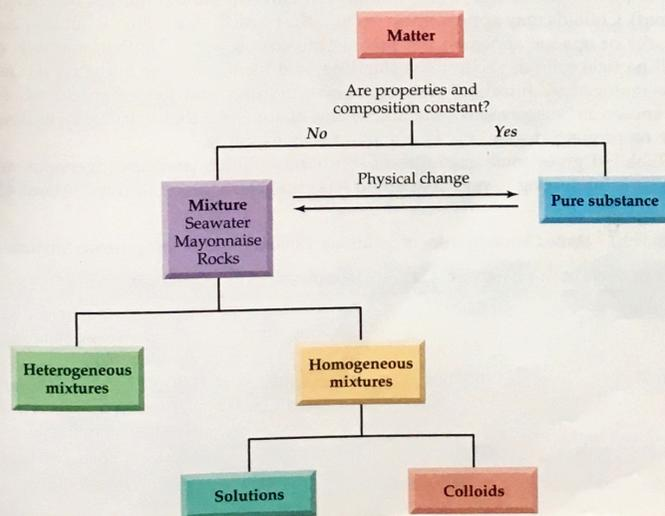 Matter
Are properties and
composition constant?
No
Yes
Physical change
Mixture
Seawater
Mayonnaise
Rocks
Pure substance
Heterogeneous
mixtures
Homogeneous
mixtures
Solutions
Colloids